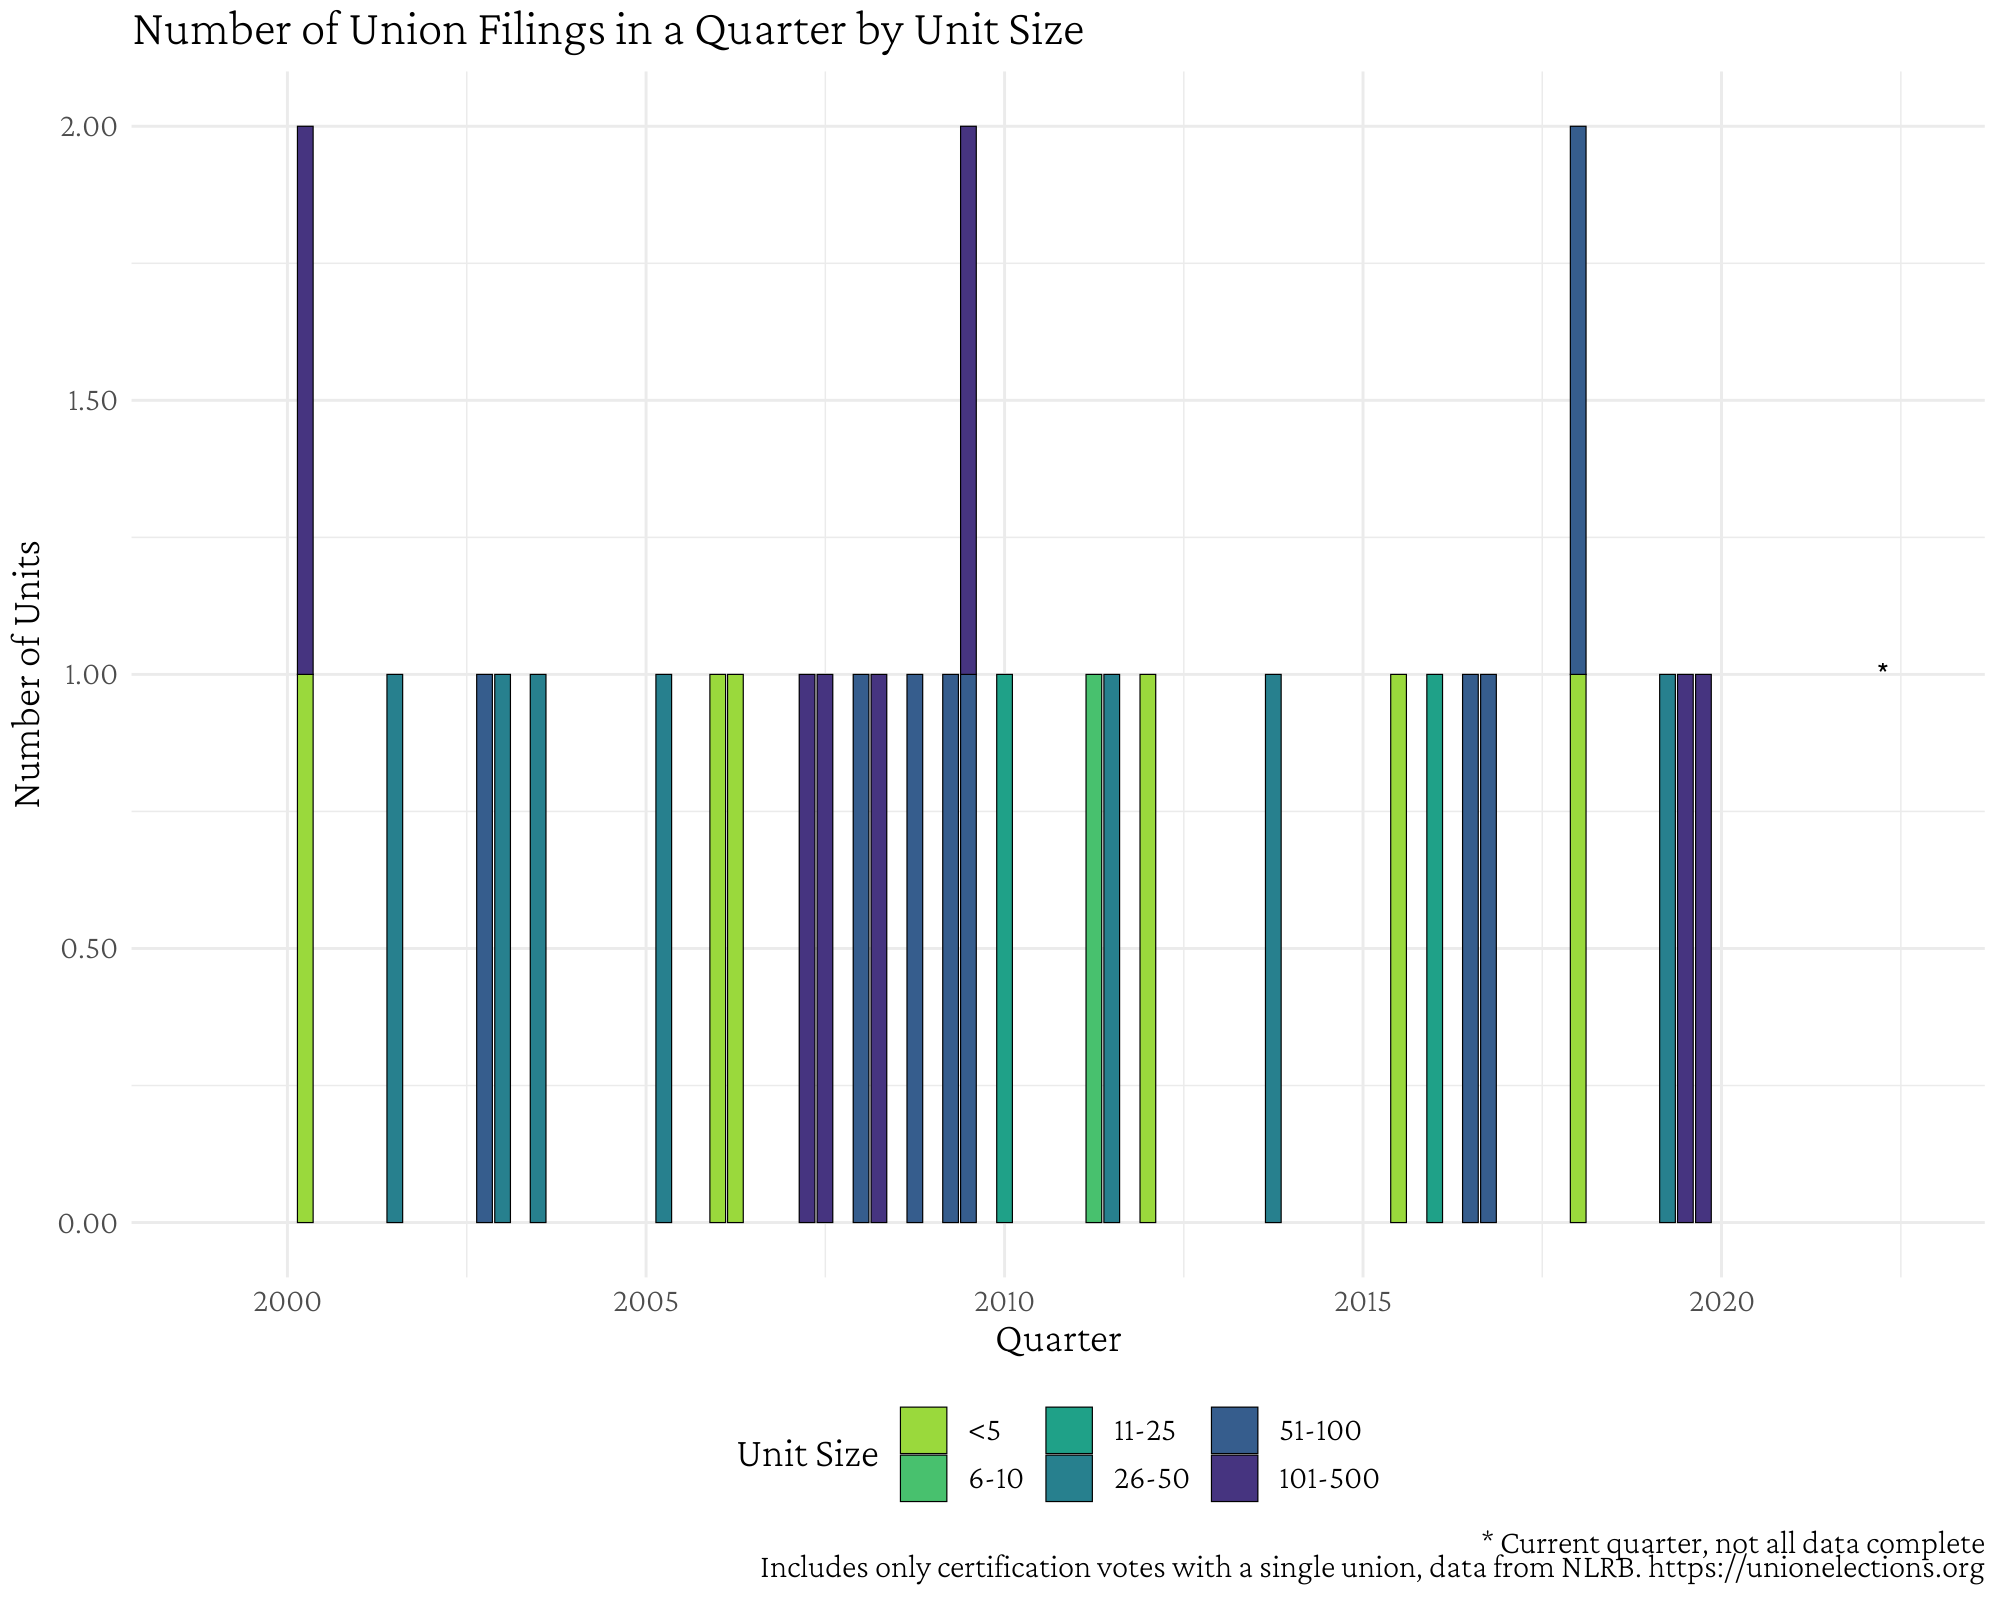 Number of Union Filings in a Quarter by Unit Size
Number of Units
2.00
1.50
1.00
0.50
0.00
*
2000 2005 2010 2015 2020
Quarter
Unit Size
<5 11-25 51-100
6-10 26-50 101-500
* Current quarter, not all data complete
Includes only certification votes with a single union, data from NLRB. https://unionelections.org